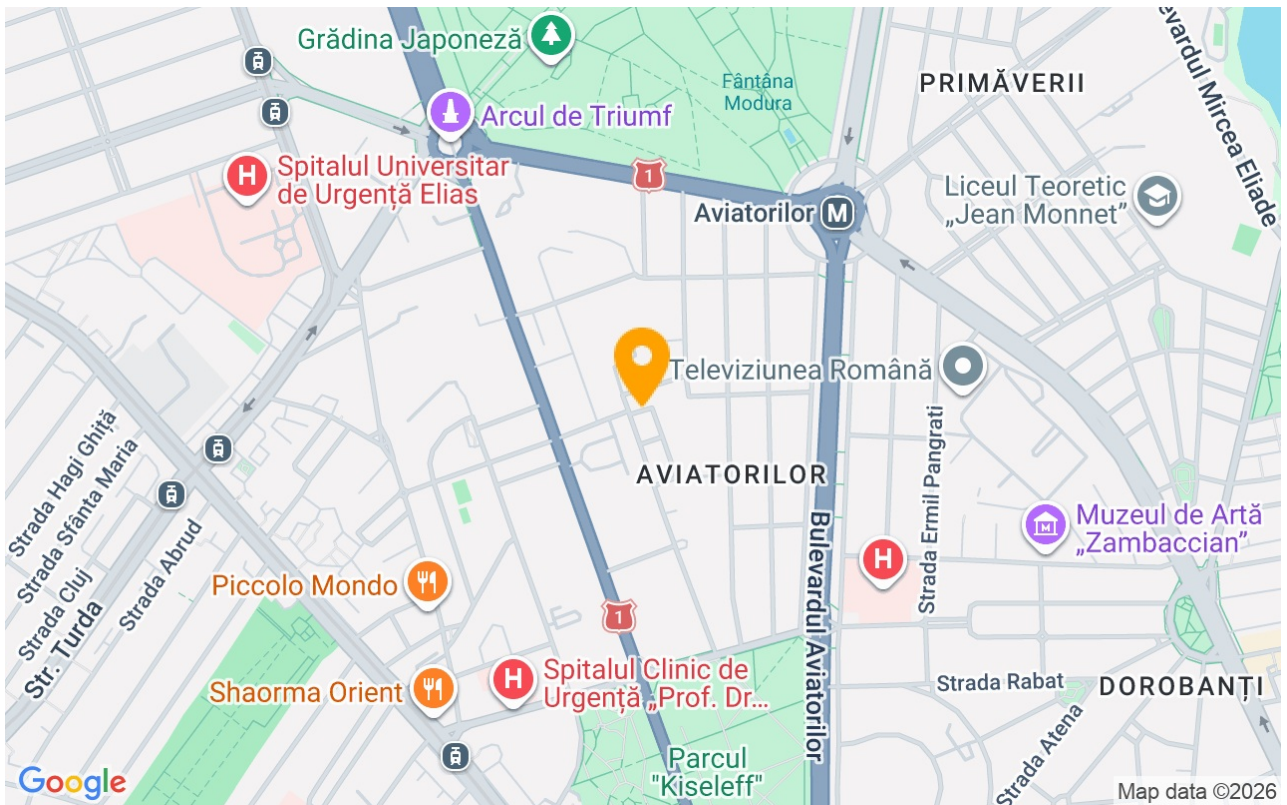 Grădina Japoneză
Fântâna
Modura
PRIMĂVERII
evardul Mircea Eliade
Arcul de Triumf
1
Spitalul Universitar
de Urgență Elias
H
Aviatorilor
M
Liceul Teoretic
„Jean Monnet”
Televiziunea Română
AVIATORILOR
Strada Hagi Ghiță
Strada Sfânta Maria
Strada Cluj
Str. Turda
Strada Abrud
Strada Ermil Pangrati
Bulevardul Aviatorilor
Muzeul de Artă
„Zambaccian”
M
H
Piccolo Mondo
1
Shaorma Orient
H
Spitalul Clinic de
Urgență „Prof. Dr...
Strada Rabat
DOROBANȚI
Strada Atena
Parcul
"Kiseleff"
Google
Map data ©2026